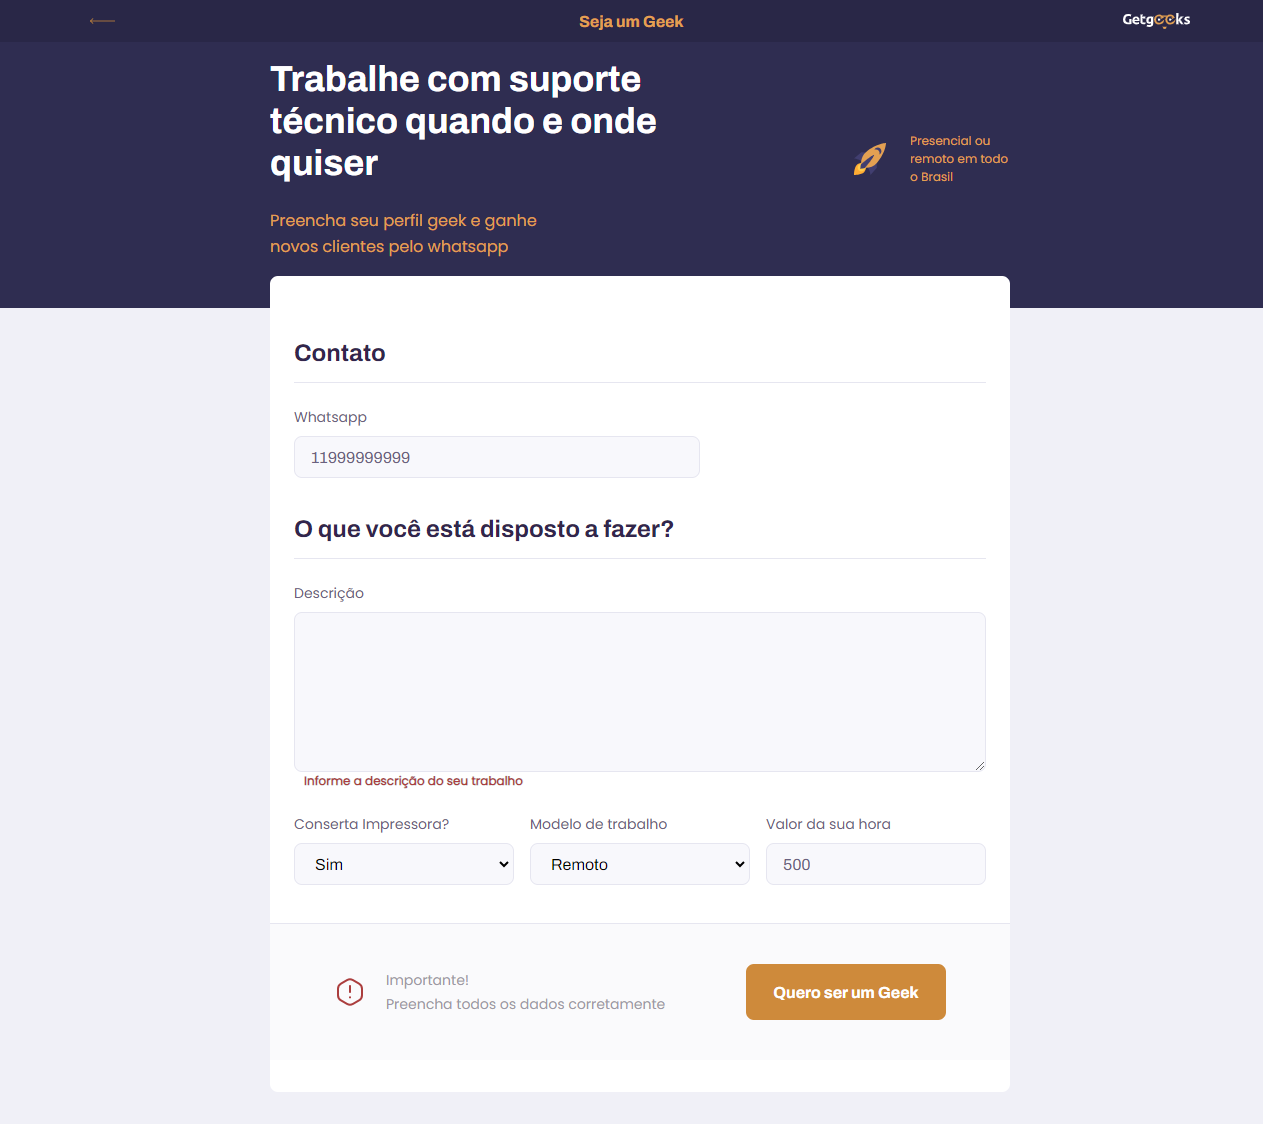 Seja um Geek
Getgeeks
Trabalhe com suporte
técnico quando e onde
quiser
Presencial ou
remoto em todo
o Brasil
Preencha seu perfil geek e ganhe
novos clientes pelo whatsapp
Contato
Whatsapp
11999999999
O que você está disposto a fazer?
Descrição
Informe a descrição do seu trabalho
Conserta Impressora?
Modelo de trabalho
Valor da sua hora
Sim
Remoto
500
Importante!
Preencha todos os dados corretamente
Quero ser um Geek